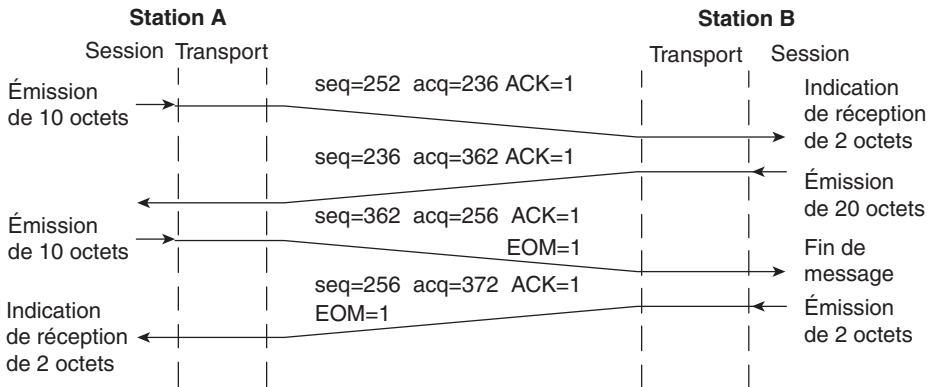 Station A
Station B
Session Transport
Transport Session
Émission
de 10 octets
seq=252 acq=236 ACK=1
Indication
de réception
de 2 octets
seq=236 acq=362 ACK=1
Émission
de 20 octets
Émission
de 10 octets
seq=362 acq=256 ACK=1
EOM=1
Fin de
message
seq=256 acq=372 ACK=1
EOM=1
Émission
de 2 octets
Indication
de réception
de 2 octets